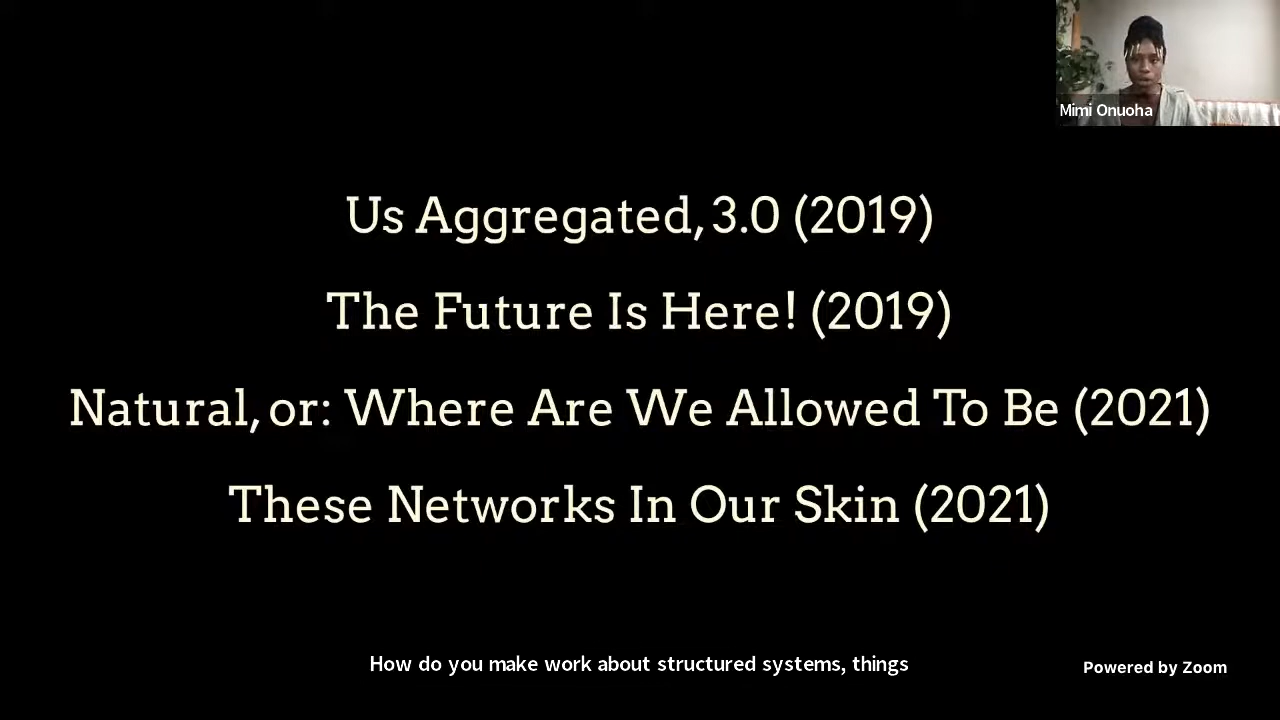 Mimi Onuoha
Us Aggregated, 3.0 (2019)
The Future Is Here! (2019)
Natural, or: Where Are We Allowed To Be (2021)
These Networks In Our Skin (2021)
How do you make work about structured systems, things
Powered by Zoom